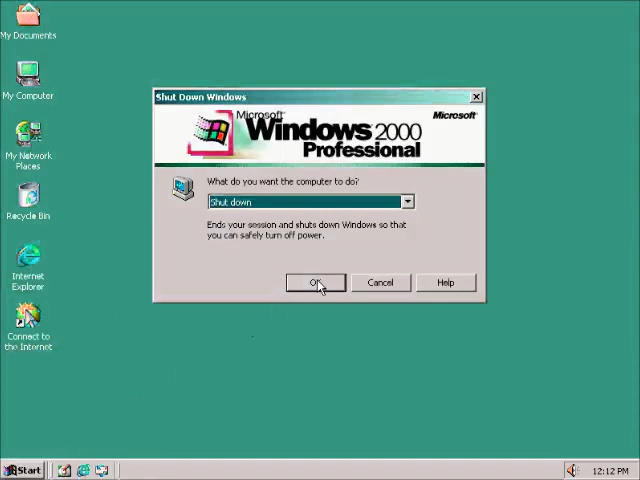 My Documents
My Computer
My Network
Places
Recycle Bin
Internet
Explorer
Connect to
the Internet
Shut Down Windows
Microsoft
Windows 2000
Professional
Microsoft
What do you want the computer to do?
Shut down
Ends your session and shuts down Windows so that
you can safely turn off power.
OK
Cancel
Help
Start
12:12 PM